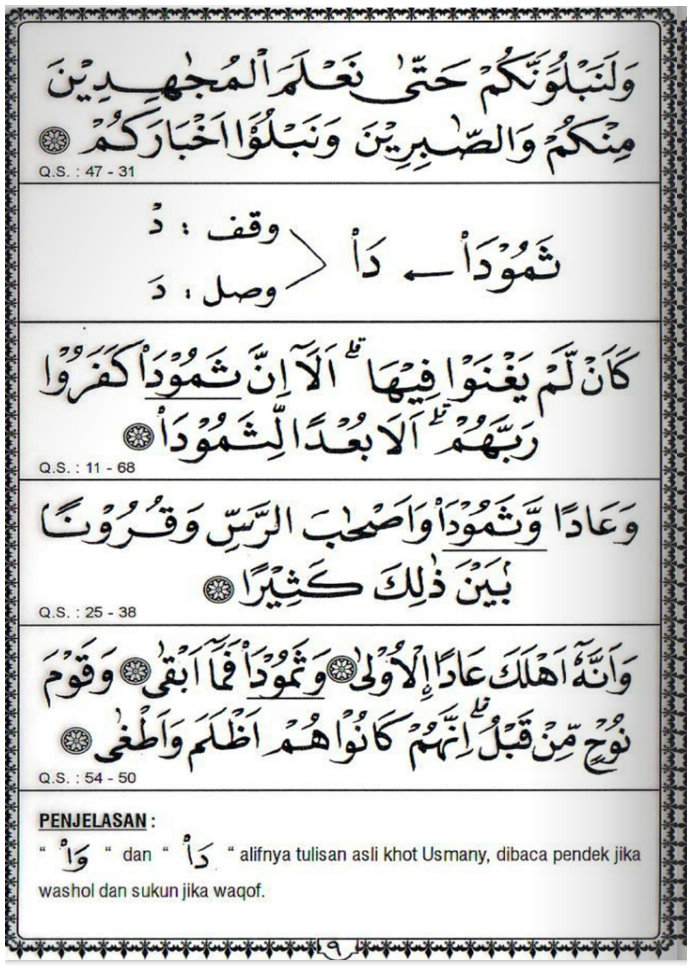 وَلَنَبْلُوَنَّكُمْ حَتّٰى نَعْلَمَ الْمُجٰهِدِيْنَ
مِنْكُمْ وَالصّٰبِرِيْنَ وَنَبْلُوَا۟ اَخْبَارَكُمْ ۝
Q.S. : 47 - 31
وقف : دْ
ثَمُوْدَا۟ ← دَا۟
وصل : دَ
كَاَنْ لَّمْ يَغْنَوْا فِيْهَا ۗ اَلَآ اِنَّ ثَمُوْدَا۟ كَفَرُوْا
رَبَّهُمْ ۗ اَلَا بُعْدًا لِّثَمُوْدَا۟ ۝
Q.S. : 11 - 68
وَعَادًا وَّثَمُوْدَا۟ وَاَصْحٰبَ الرَّسِّ وَقُرُوْنًا
بَيْنَ ذٰلِكَ كَثِيْرًا ۝
Q.S. : 25 - 38
وَاَنَّهٗٓ اَهْلَكَ عَادًا اِلْاُوْلٰى ۝ وَثَمُوْدَا۟ فَمَآ اَبْقٰى ۝ وَقَوْمَ
نُوْحٍ مِّنْ قَبْلُ ۗ اِنَّهُمْ كَانُوْا هُمْ اَظْلَمَ وَاَطْغٰى ۝
Q.S. : 54 - 50
PENJELASAN :
“ وَا۟ “ dan “ دَا۟ “ alifnya tulisan asli khot Usmany, dibaca pendek jika
washol dan sukun jika waqof.
٩